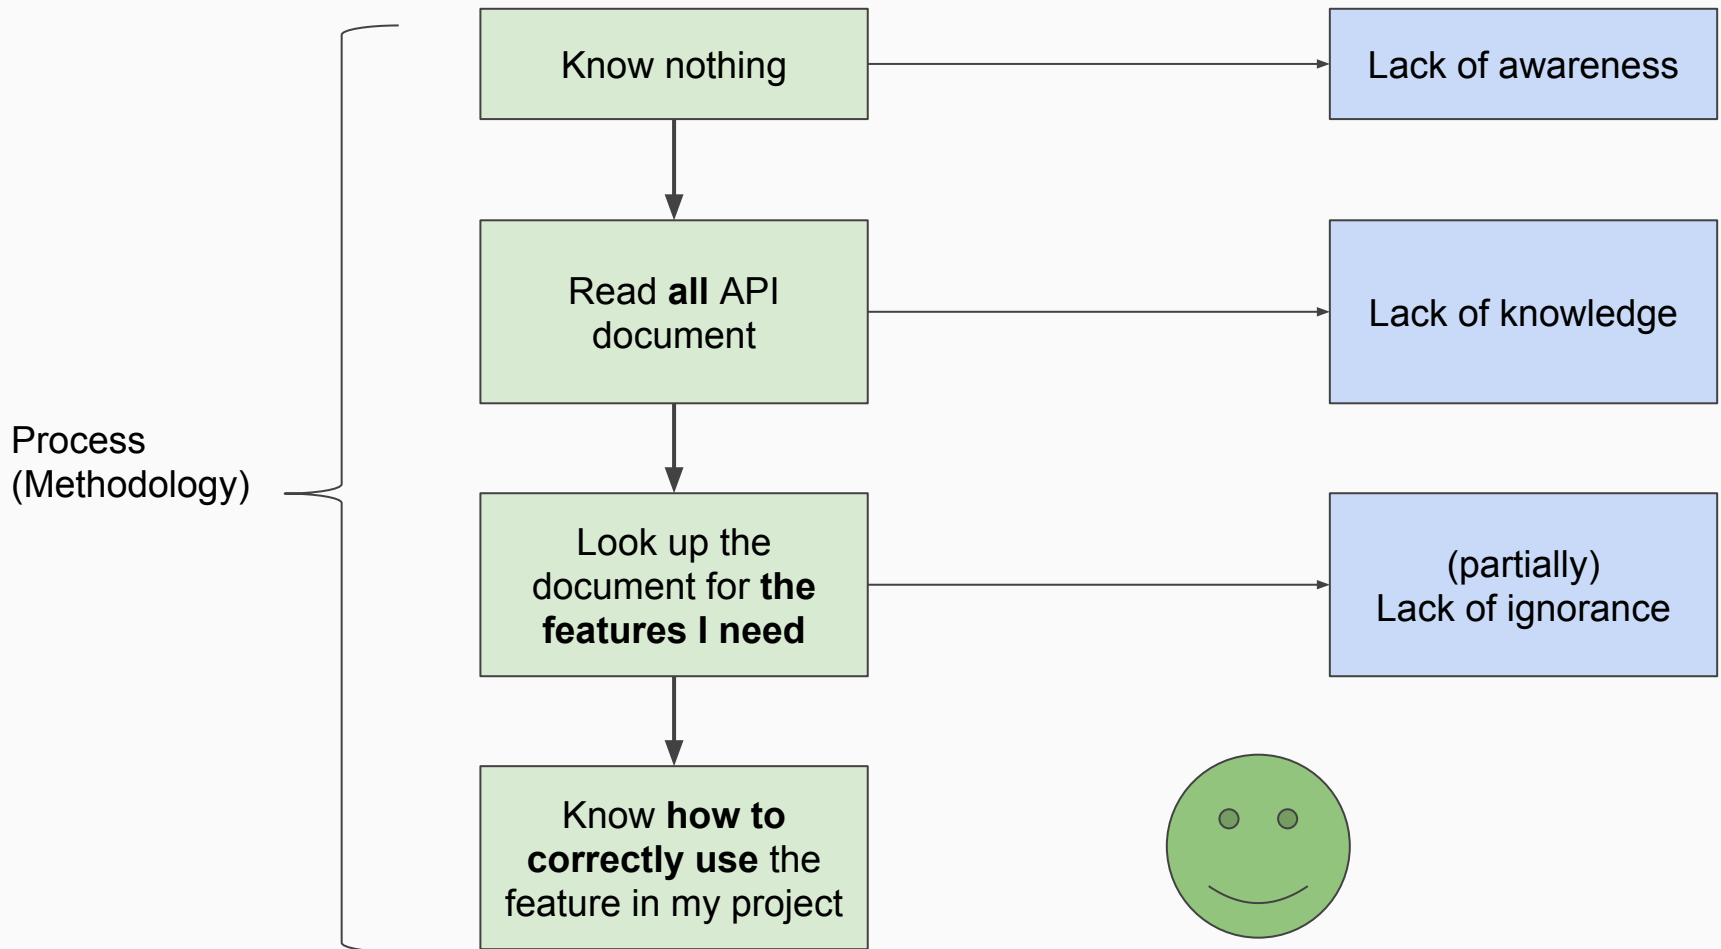 Know nothing
Lack of awareness
Read all API
document
Lack of knowledge
Process
(Methodology)
Look up the
document for the
features I need
(partially)
Lack of ignorance
Know how to
correctly use the
feature in my project